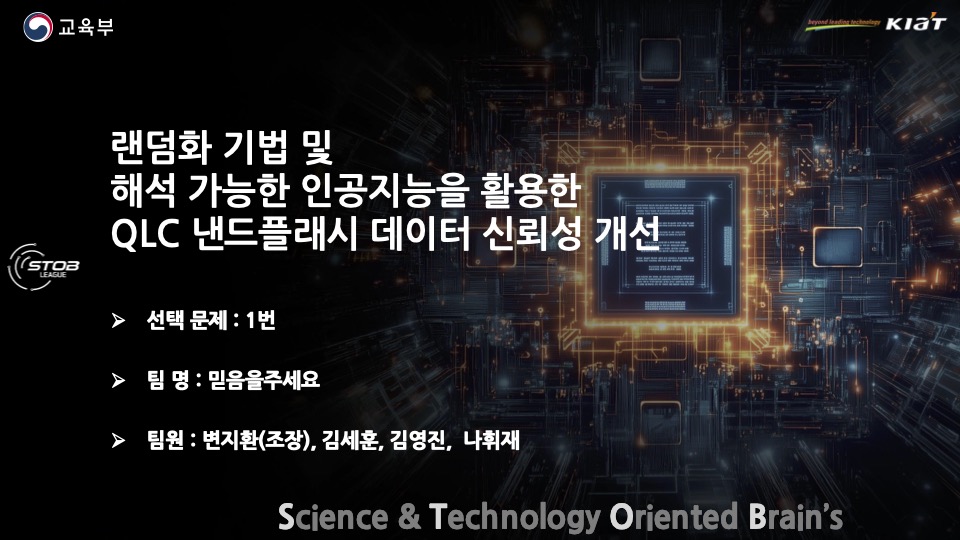 교육부
beyond leading technology KIAT
랜덤화 기법 및
해석 가능한 인공지능을 활용한
QLC 낸드플래시 데이터 신뢰성 개선
STOB
LEAGUE
➢ 선택 문제 : 1번
➢ 팀 명 : 믿음을주세요
➢ 팀원 : 변지환(조장), 김세훈, 김영진, 나휘재
Science & Technology Oriented Brain's